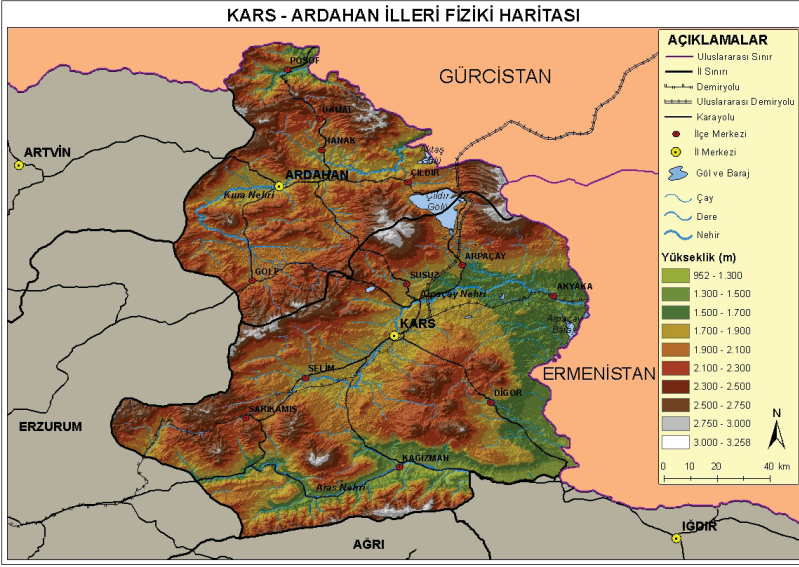 KARS - ARDAHAN İLLERİ FİZİKİ HARİTASI
GÜRCİSTAN
POSOF
DAMAL
HANAK
ARTVİN
Aktaş
Gölü
ARDAHAN
ÇILDIR
Kura Nehri
Çıldır
Gölü
ARPAÇAY
GÖLE
SUSUZ
AKYAKA
Arpaçay Nehri
Arpaçay
Barajı
KARS
SELİM
ERMENİSTAN
DİGOR
SARIKAMIŞ
ERZURUM
KAĞIZMAN
Aras Nehri
IĞDIR
AĞRI
AÇIKLAMALAR
Uluslararası Sınır
İl Sınırı
Demiryolu
Uluslararası Demiryolu
Karayolu
İlçe Merkezi
İl Merkezi
Göl ve Baraj
Çay
Dere
Nehir
Yükseklik (m)
952 - 1.300
1.300 - 1.500
1.500 - 1.700
1.700 - 1.900
1.900 - 2.100
2.100 - 2.300
2.300 - 2.500
2.500 - 2.750
2.750 - 3.000
3.000 - 3.258
N
0 10 20 40 km